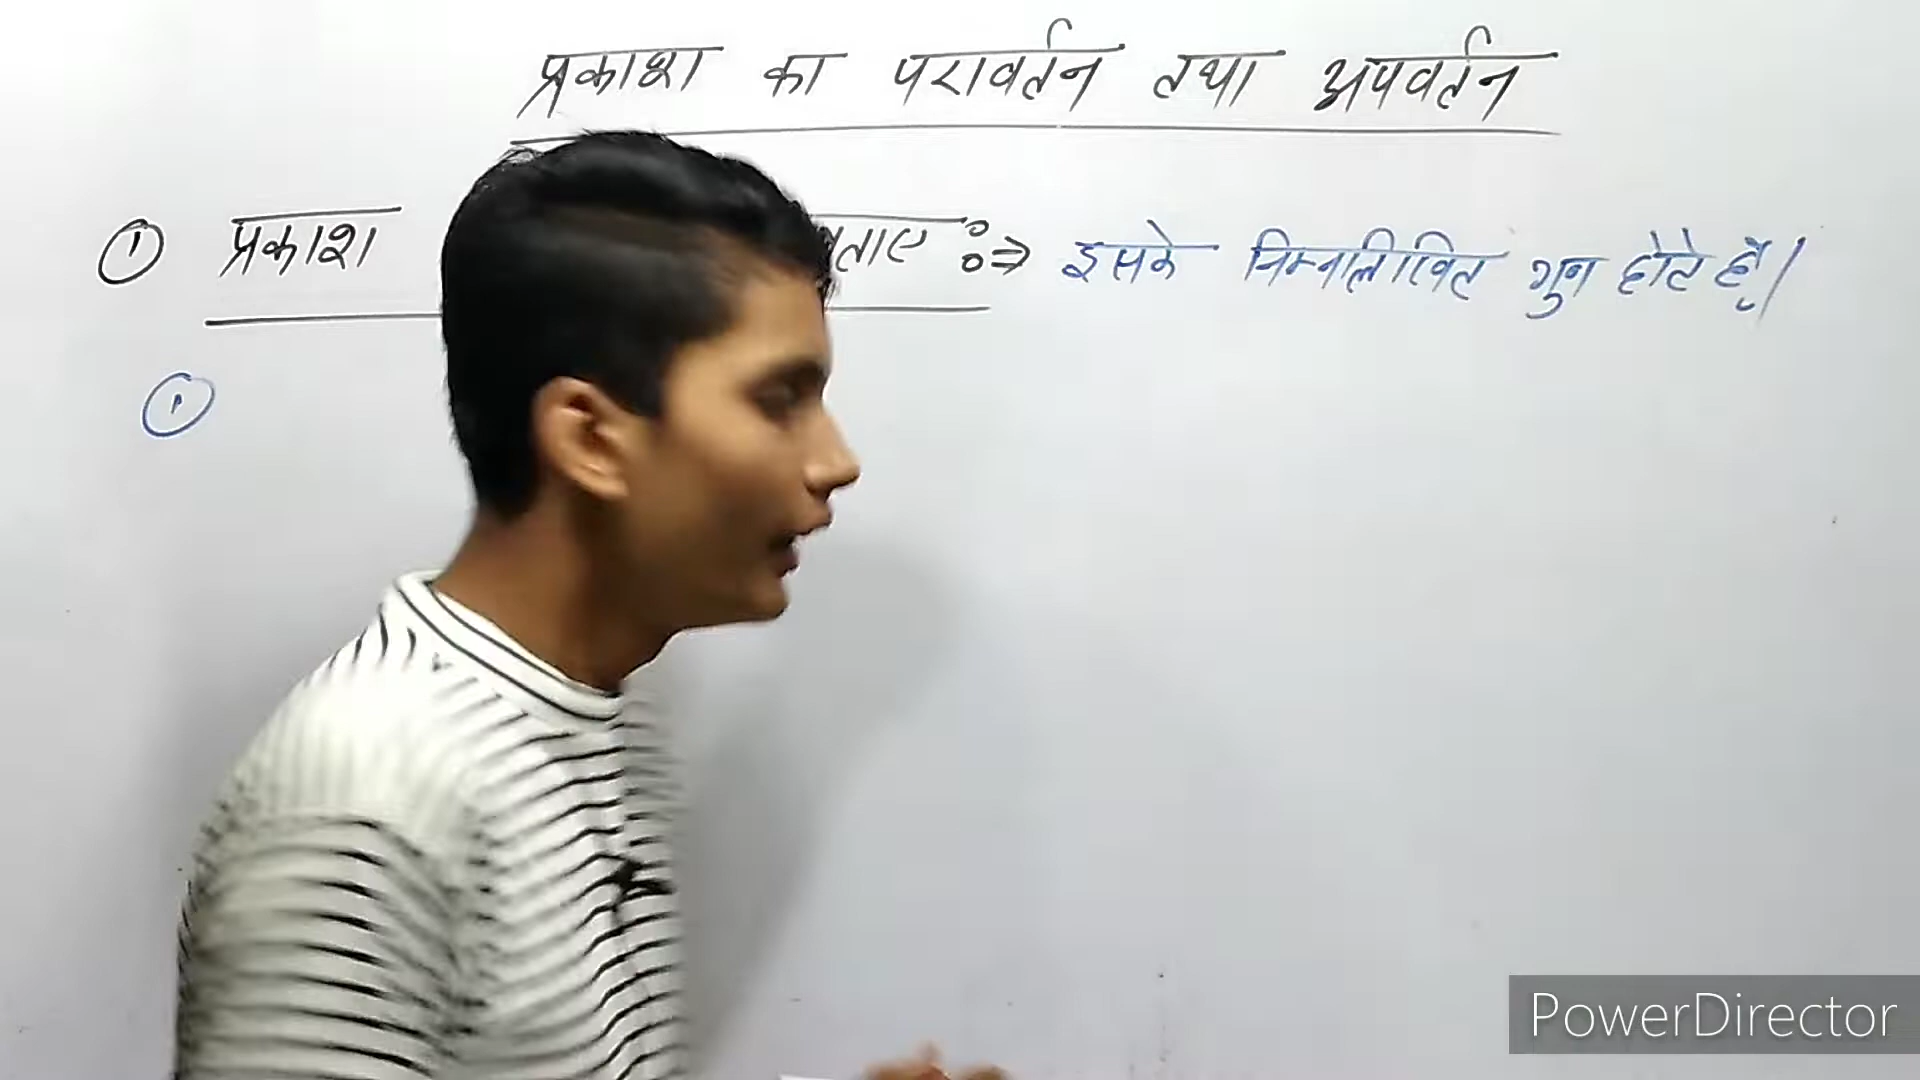 प्रकाश का परावर्तन तथा अपवर्तन
① प्रकाश :⇒ इसके निम्नलीखित गुन होते हैं।
①
PowerDirector